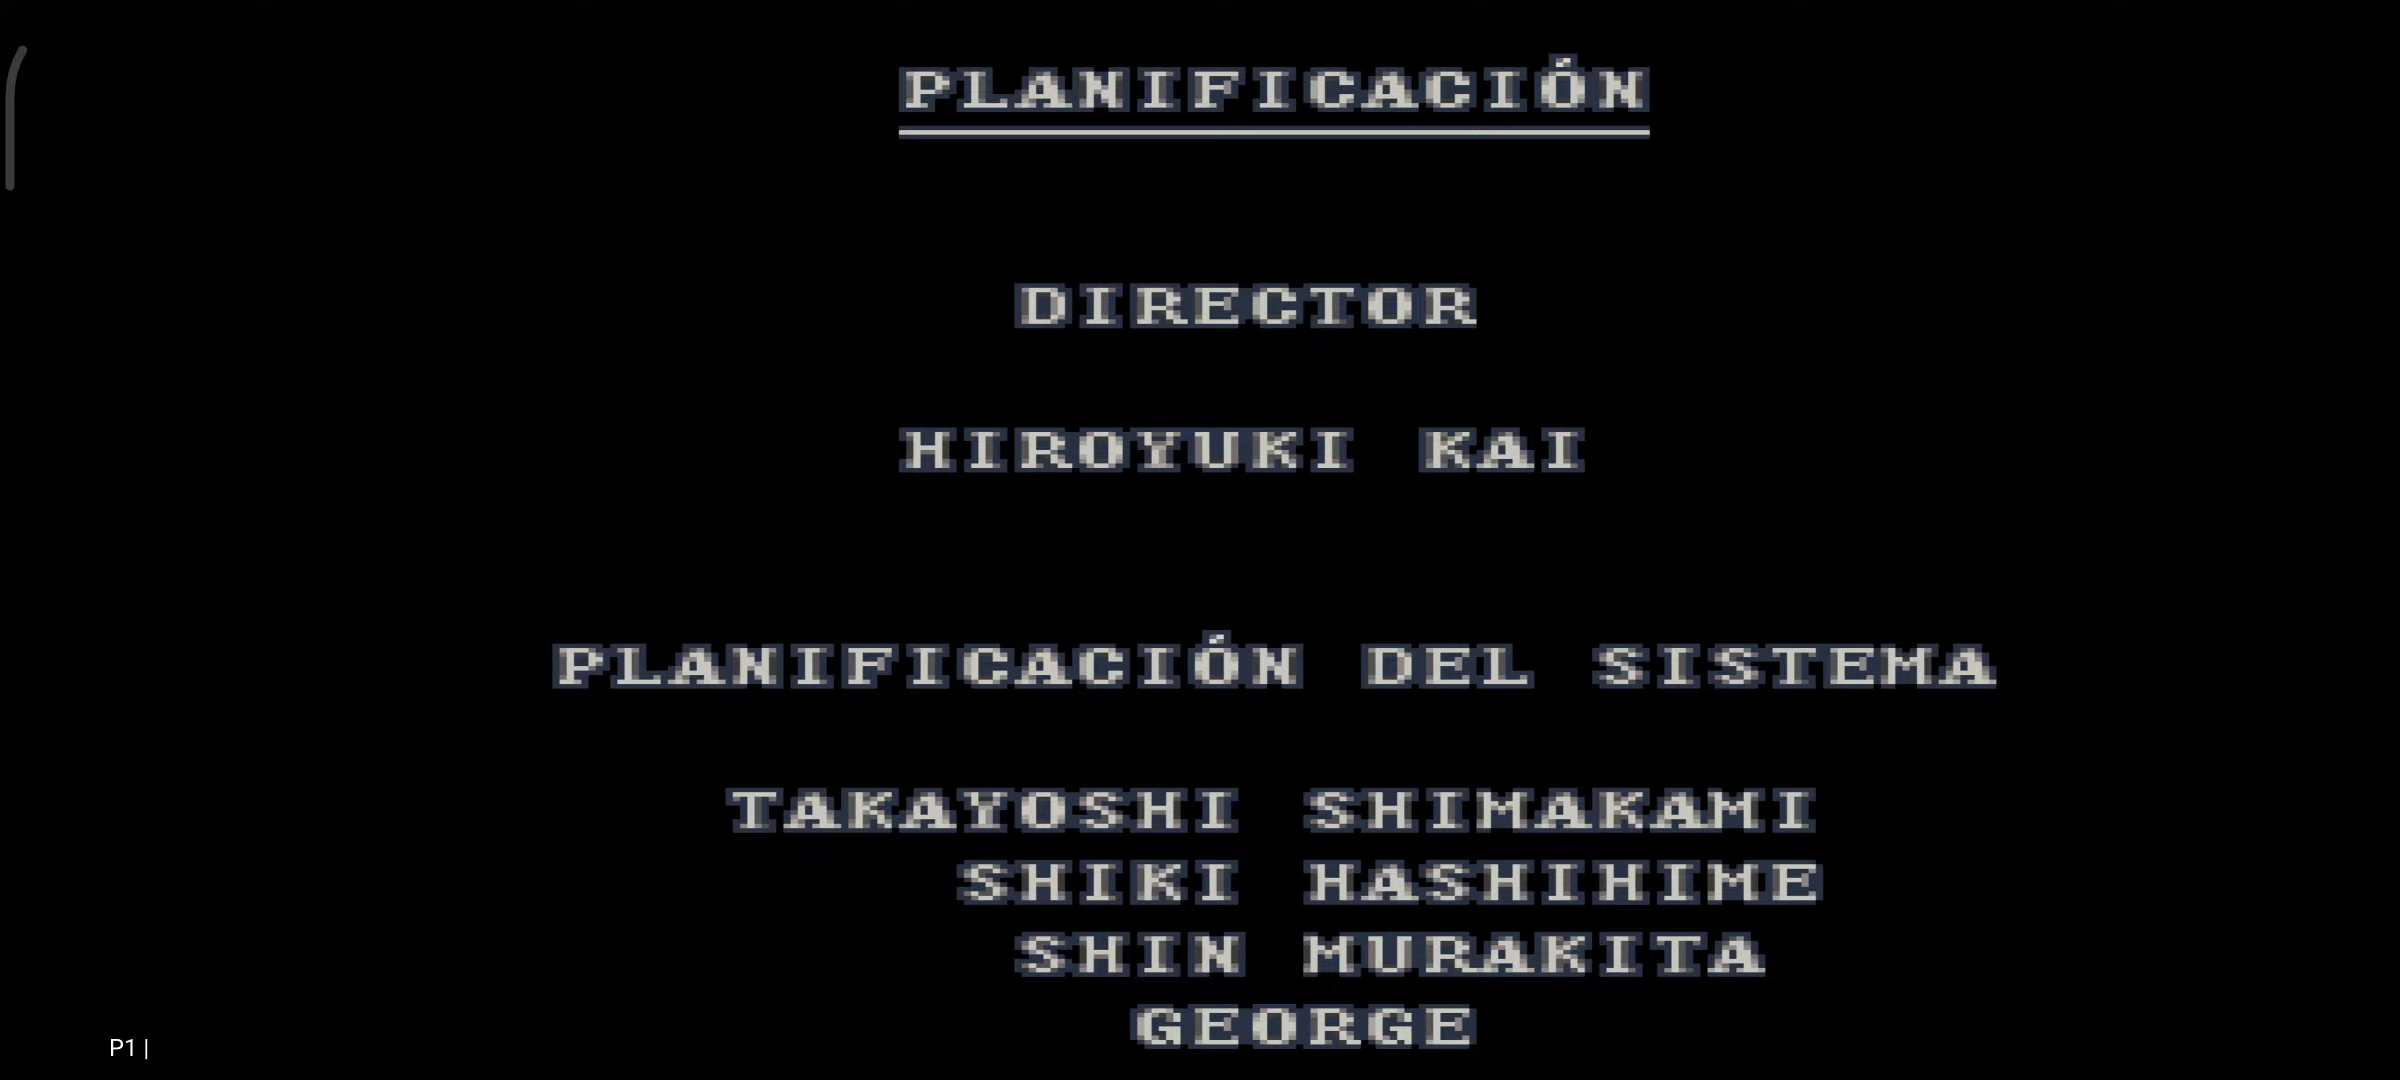 PLANIFICACIÓN
DIRECTOR
HIROYUKI KAI
PLANIFICACIÓN DEL SISTEMA
TAKAYOSHI SHIMAKAMI
SHIKI HASHIHIME
SHIN MURAKITA
GEORGE
P1 |